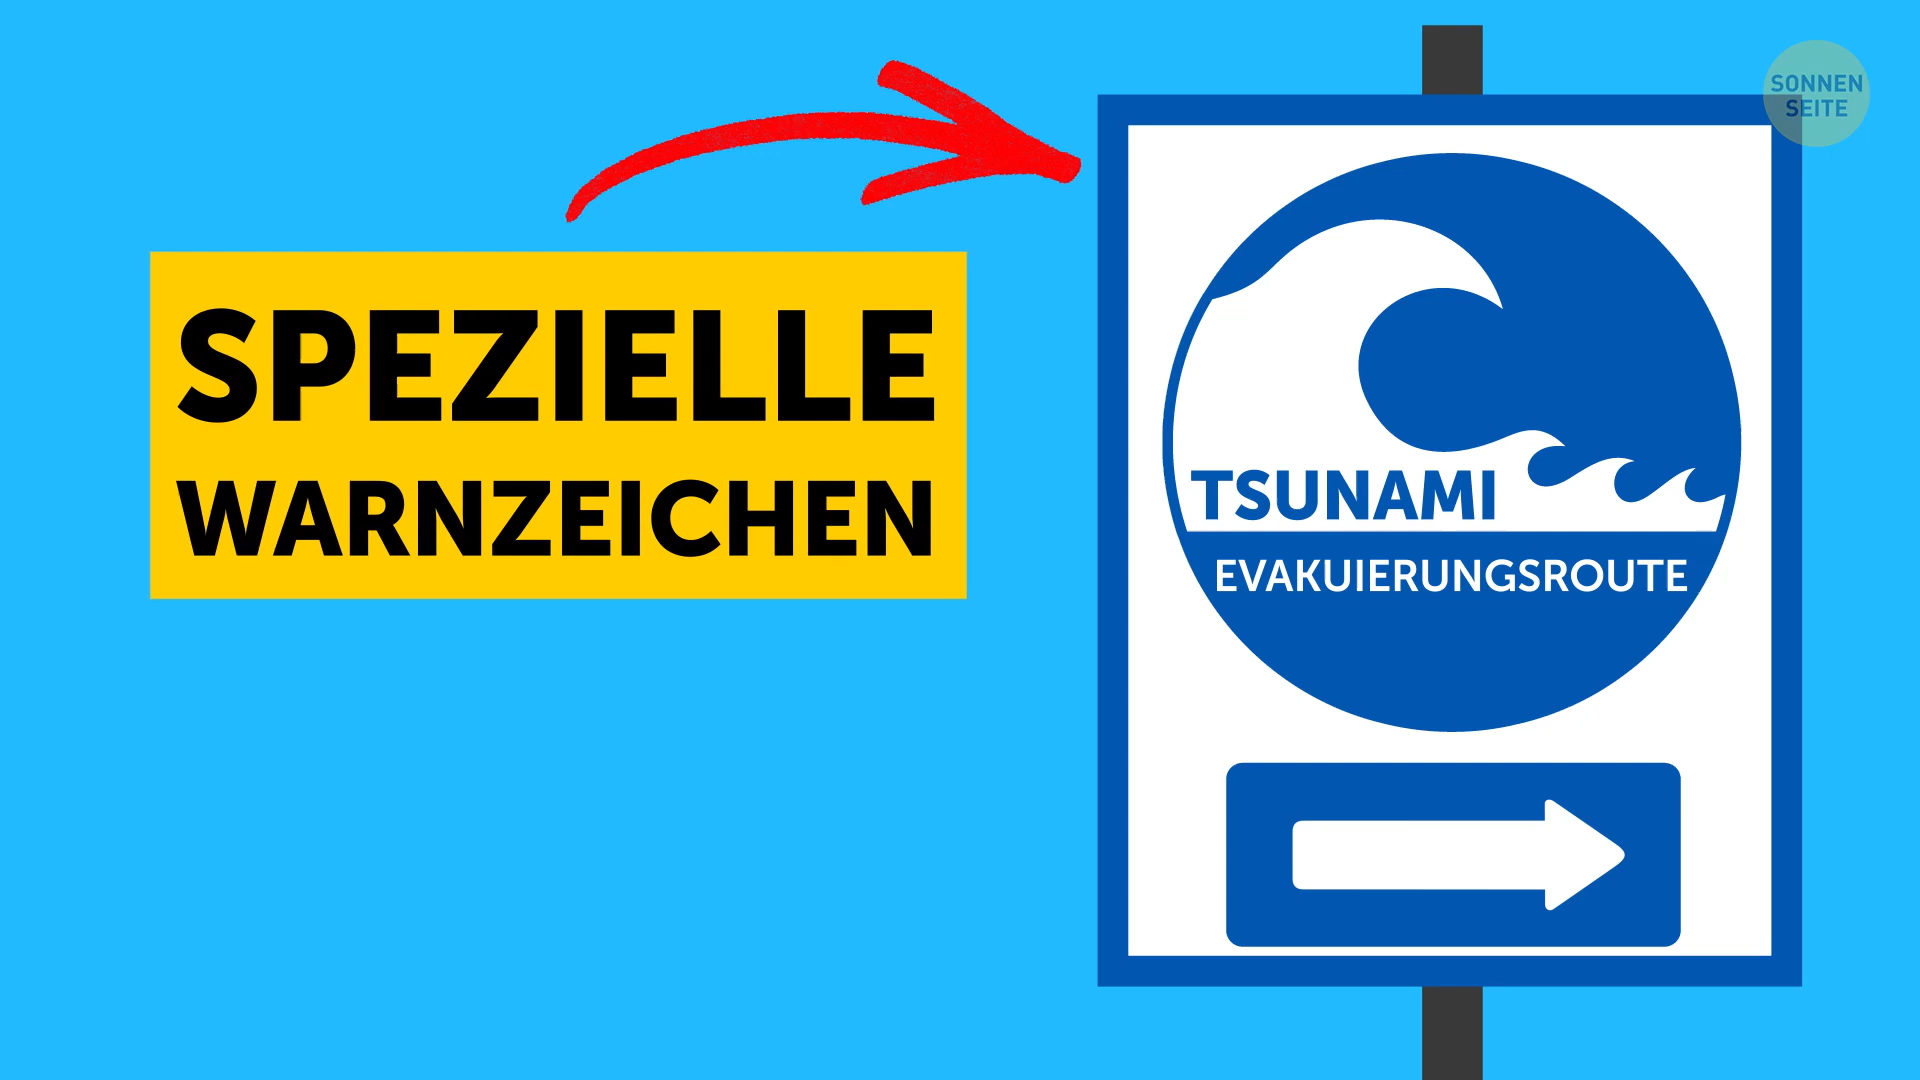 SPEZIELLE
WARNZEICHEN
SONNEN
SEITE
TSUNAMI
EVAKUIERUNGSROUTE